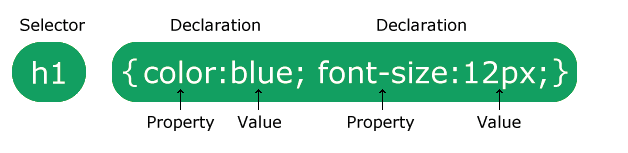 Selector Declaration Declaration
h1 {color:blue; font-size:12px;}
Property Value Property Value